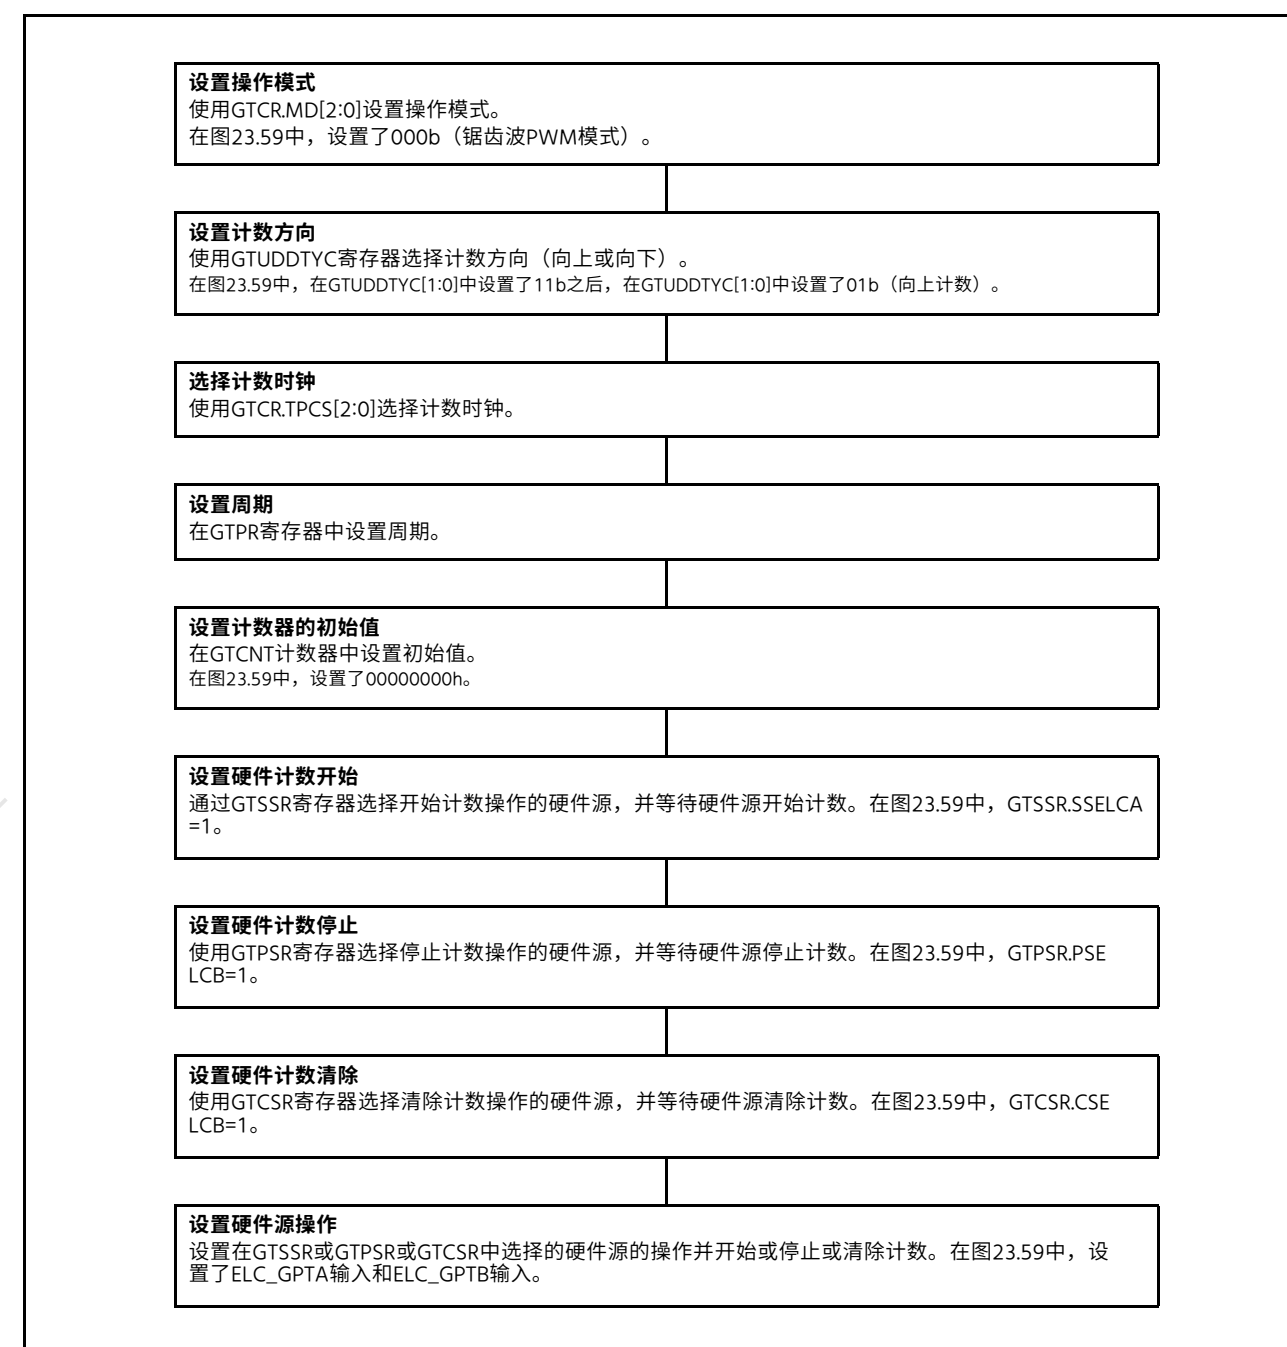 设置操作模式
使用GTCR.MD[2:0]设置操作模式。
在图23.59中，设置了000b（锯齿波PWM模式）。
设置计数方向
使用GTUDDTYC寄存器选择计数方向（向上或向下）。
在图23.59中，在GTUDDTYC[1:0]中设置了11b之后，在GTUDDTYC[1:0]中设置了01b（向上计数）。
选择计数时钟
使用GTCR.TPCS[2:0]选择计数时钟。
设置周期
在GTPR寄存器中设置周期。
设置计数器的初始值
在GTCNT计数器中设置初始值。
在图23.59中，设置了00000000h。
设置硬件计数开始
通过GTSSR寄存器选择开始计数操作的硬件源，并等待硬件源开始计数。在图23.59中，GTSSR.SSELCA
=1。
设置硬件计数停止
使用GTPSR寄存器选择停止计数操作的硬件源，并等待硬件源停止计数。在图23.59中，GTPSR.PSE
LCB=1。
设置硬件计数清除
使用GTCSR寄存器选择清除计数操作的硬件源，并等待硬件源清除计数。在图23.59中，GTCSR.CSE
LCB=1。
设置硬件源操作
设置在GTSSR或GTPSR或GTCSR中选择的硬件源的操作并开始或停止或清除计数。在图23.59中，设
置了ELC_GPTA输入和ELC_GPTB输入。